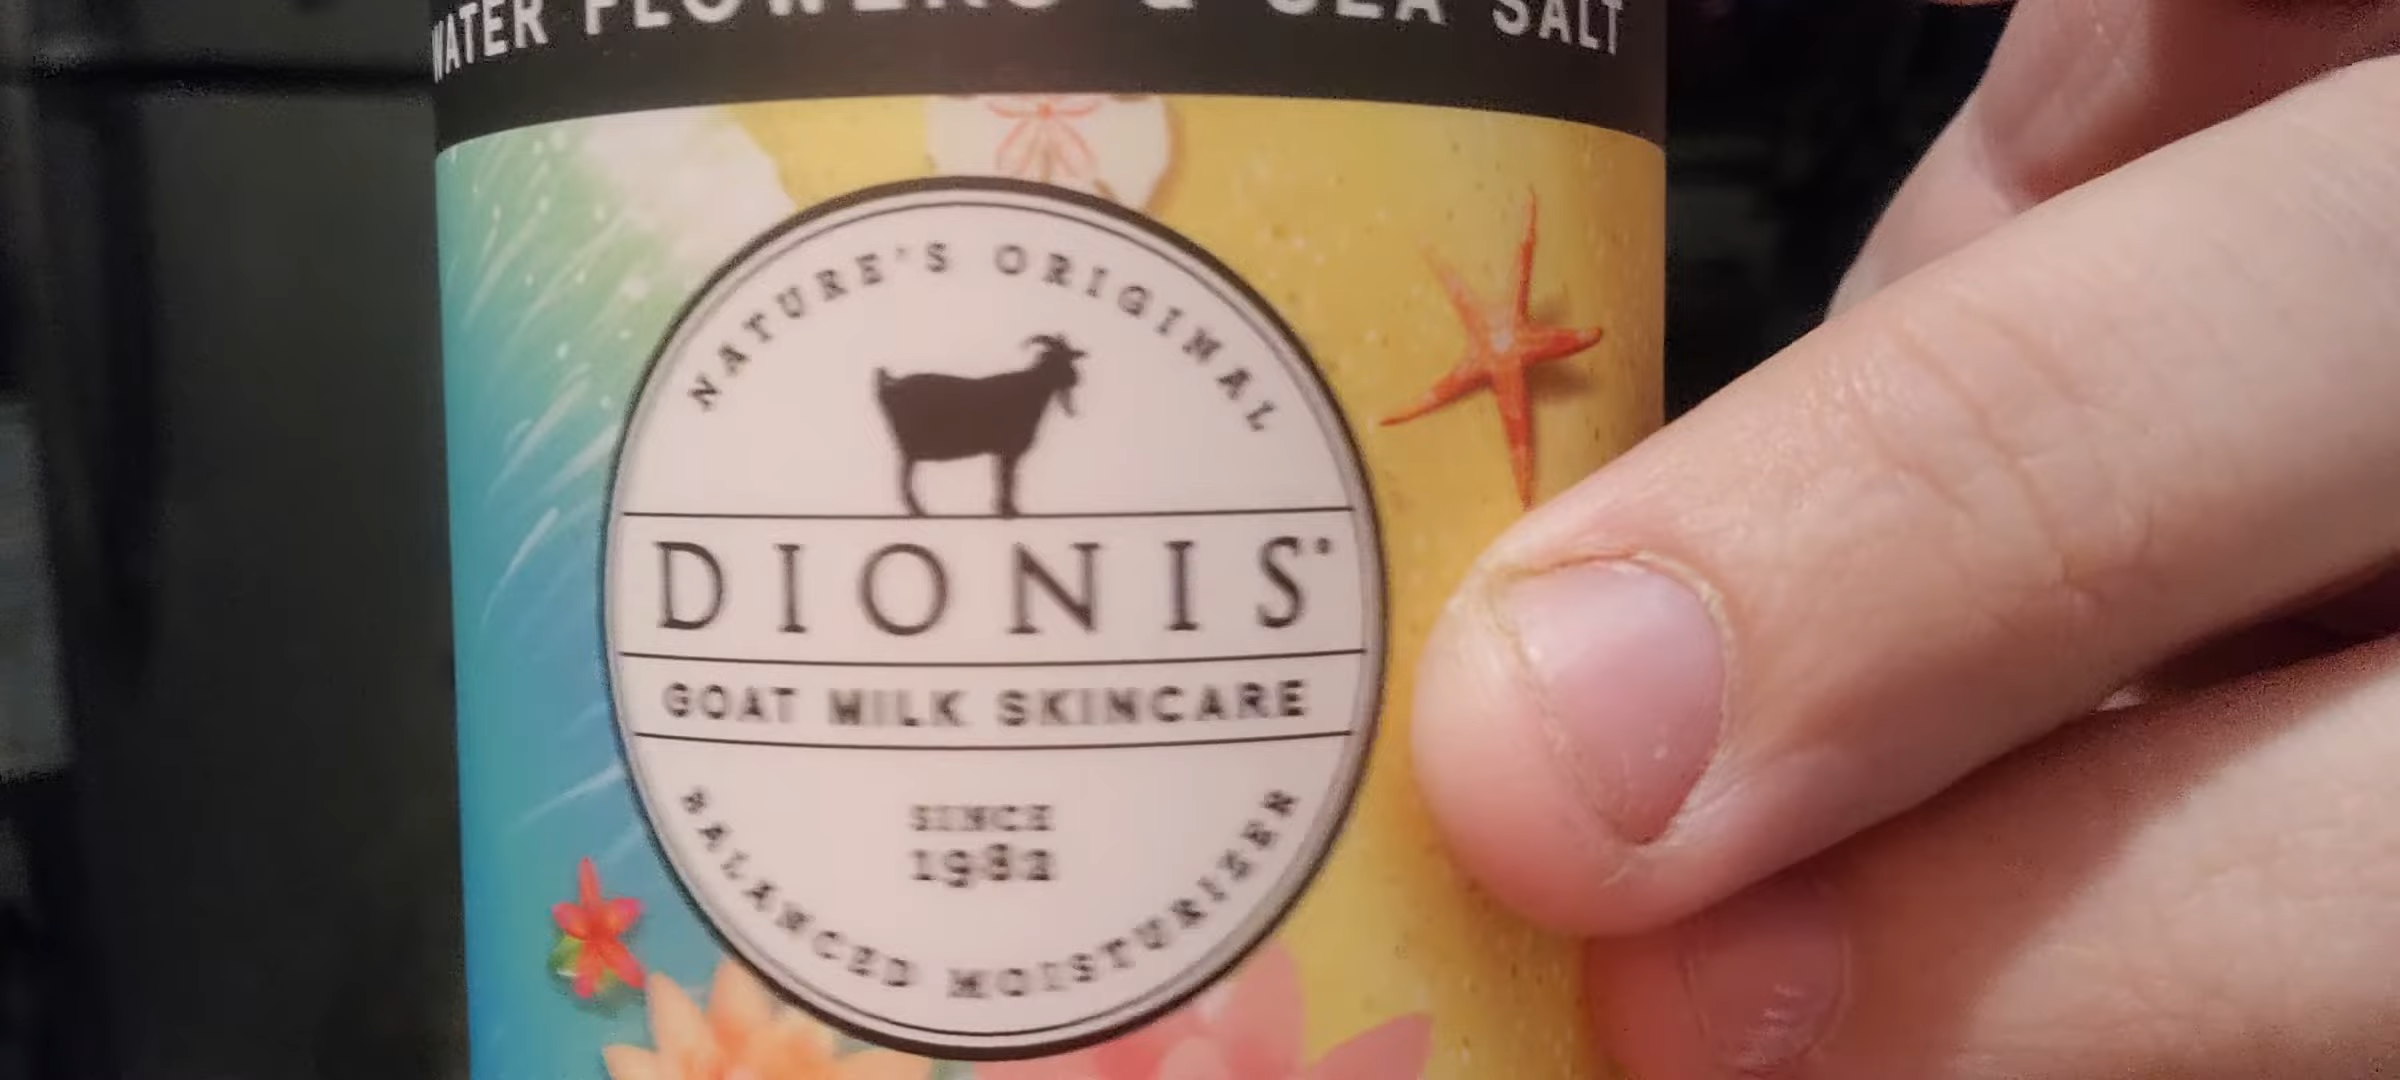 WATER FLOWERS & SEA SALT
NATURE'S ORIGINAL
DIONIS®
GOAT MILK SKINCARE
SINCE
1982
BALANCED MOISTURIZER